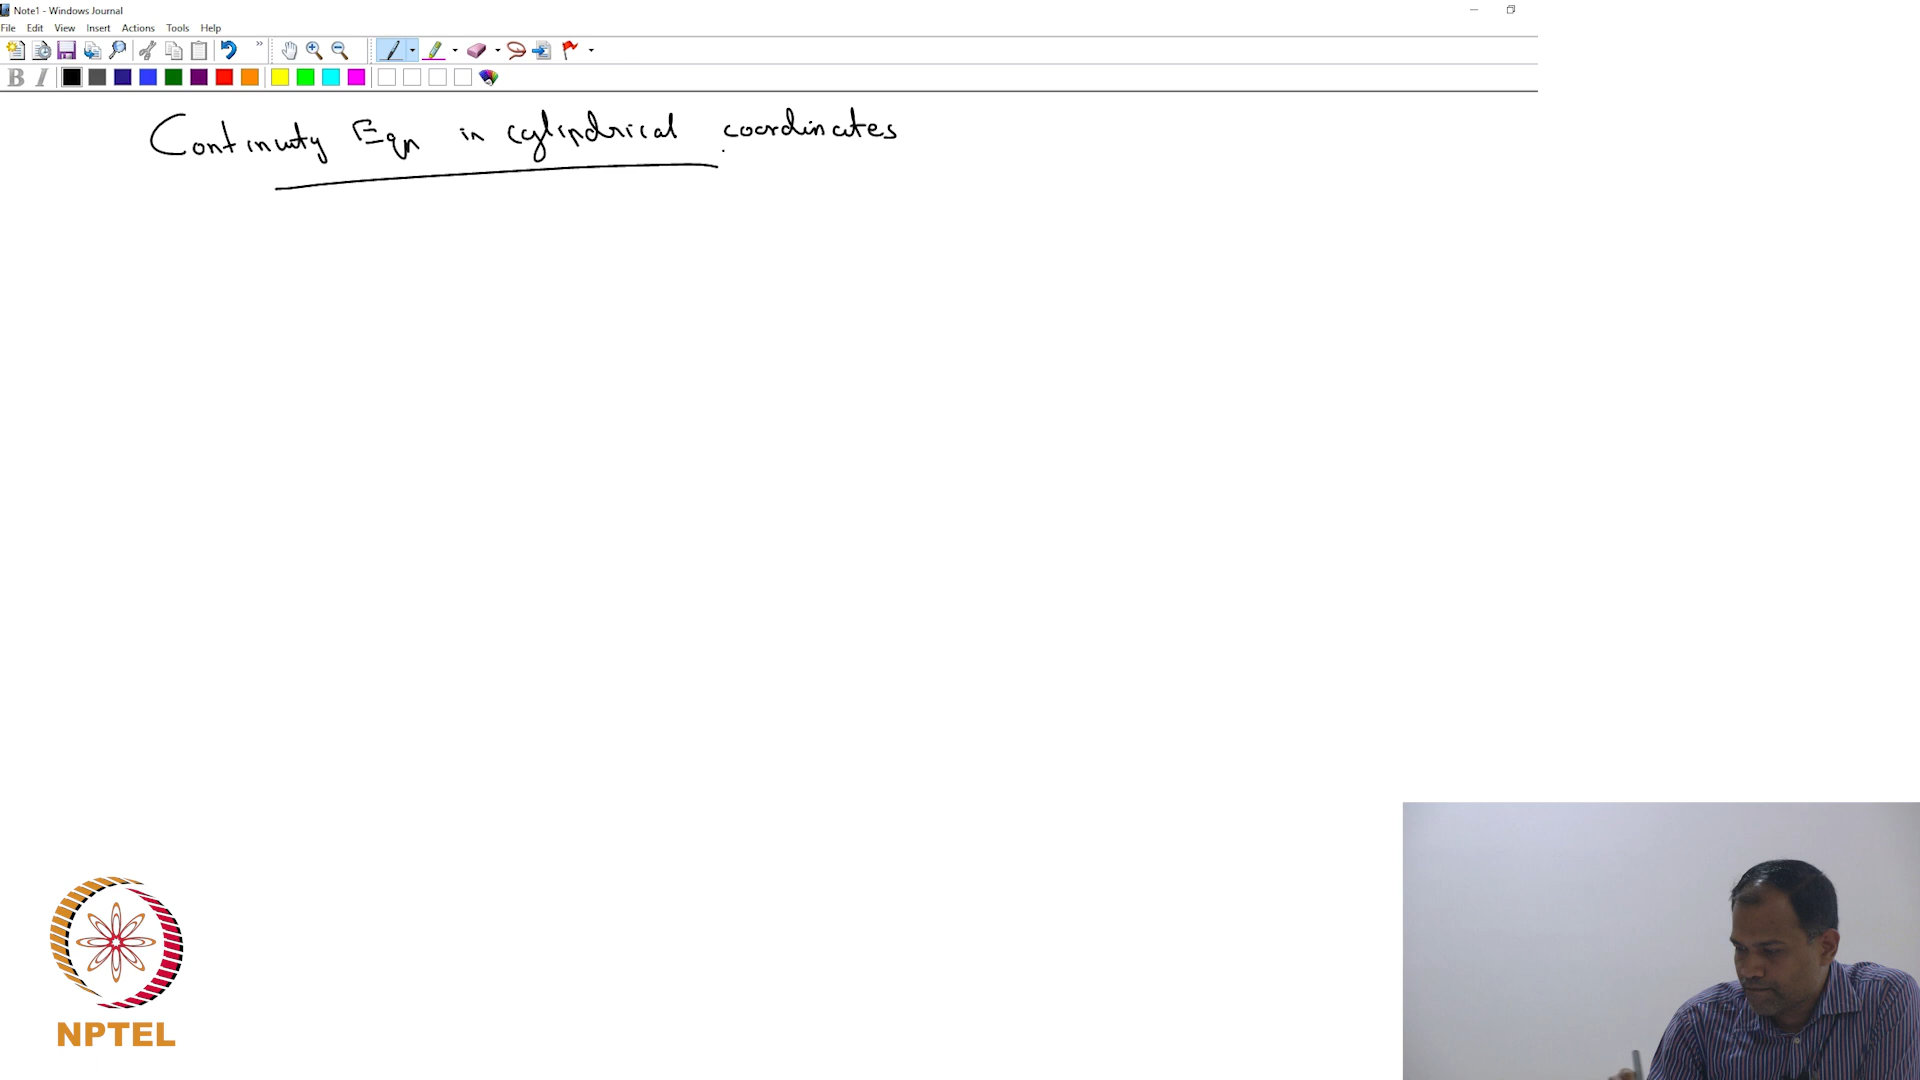 Note1 - Windows Journal
File Edit View Insert Actions Tools Help
B I
Continuity Eqn in cylindrical coordinates
NPTEL